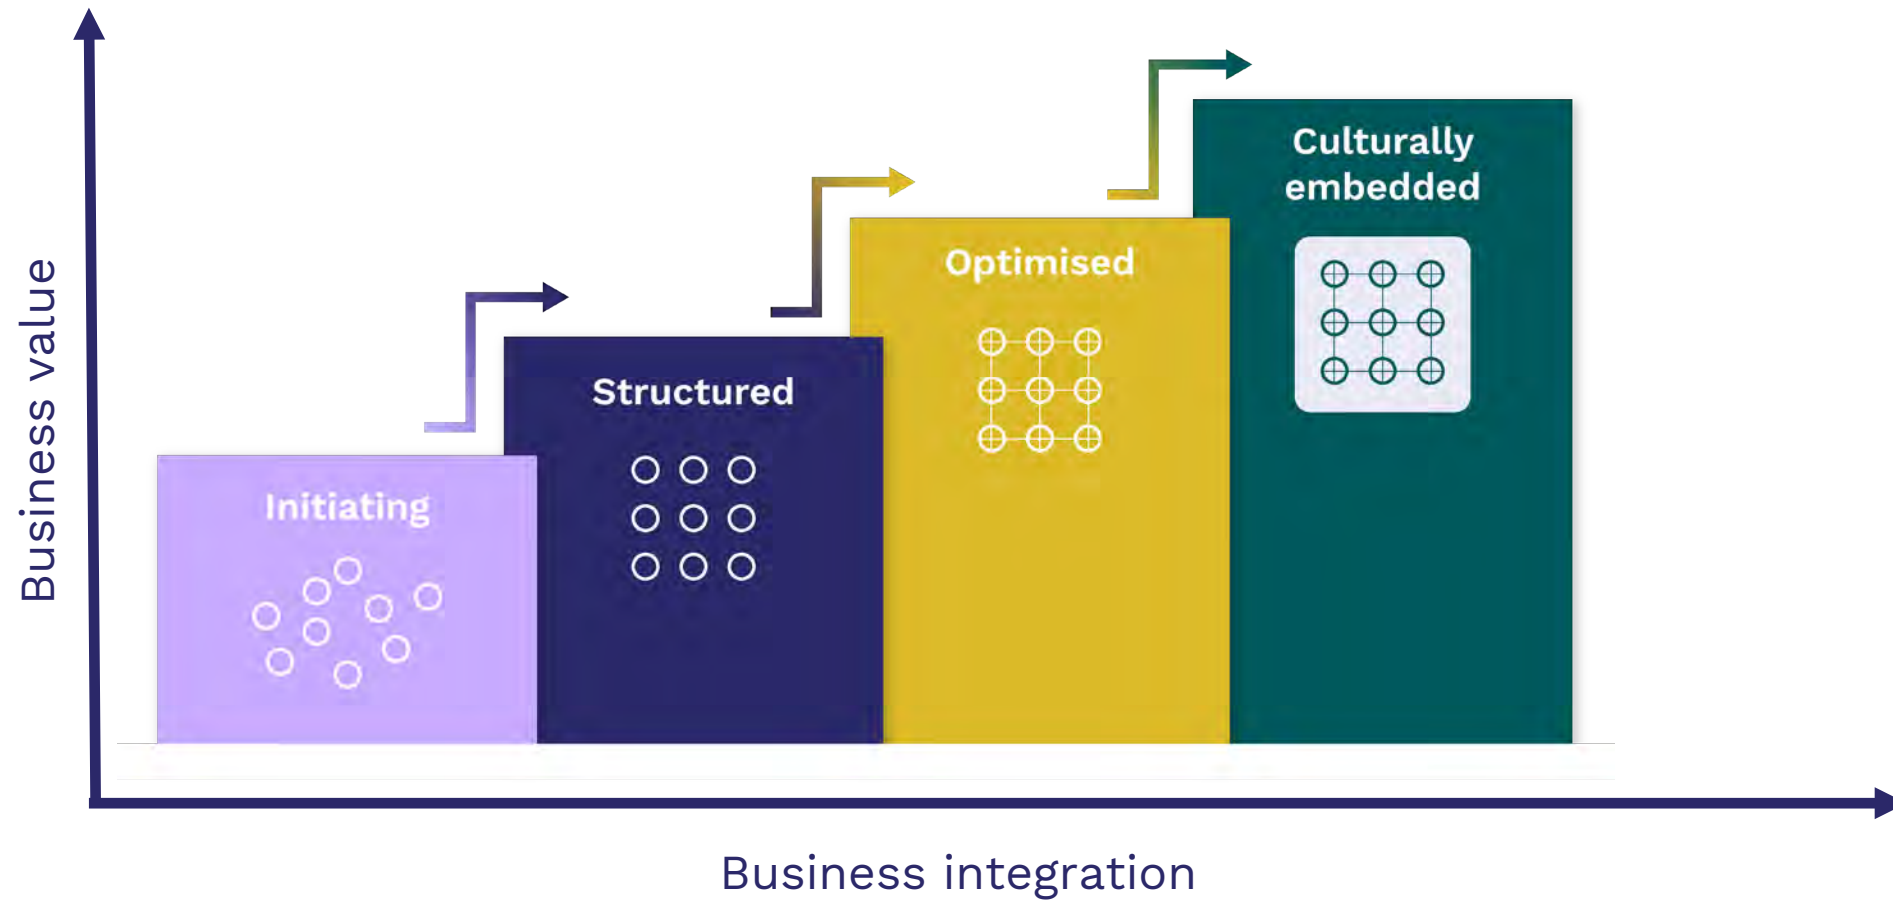 Business value
Initiating
Structured
Optimised
Culturally
embedded
Business integration